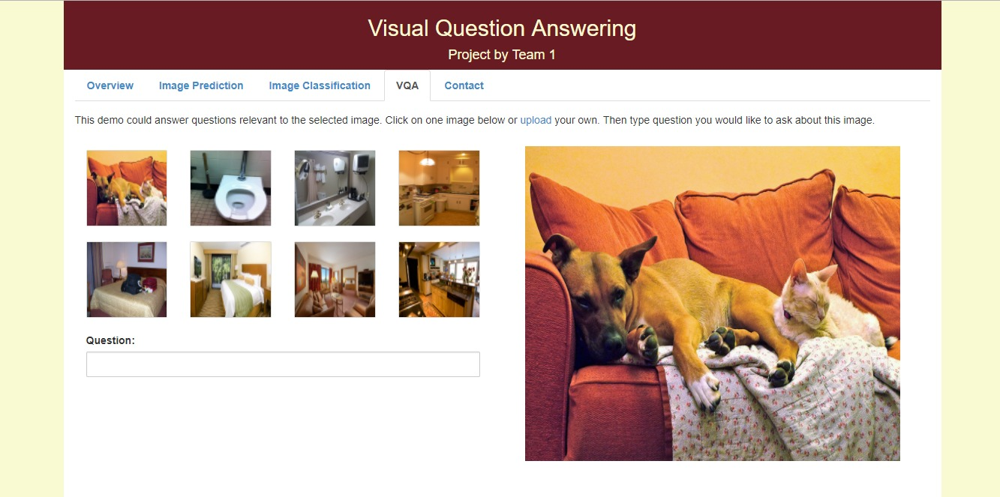 Visual Question Answering
Project by Team 1
Overview Image Prediction Image Classification VQA Contact
This demo could answer questions relevant to the selected image. Click on one image below or upload your own. Then type question you would like to ask about this image.
Question: